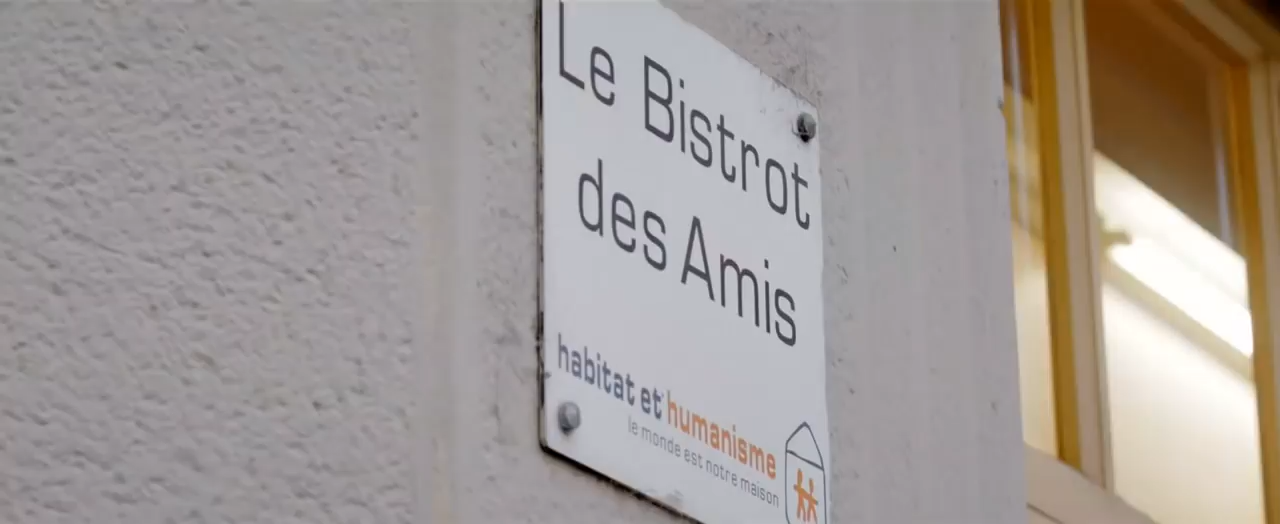 Le Bistrot
des Amis
habitat et humanisme
le monde est notre maison